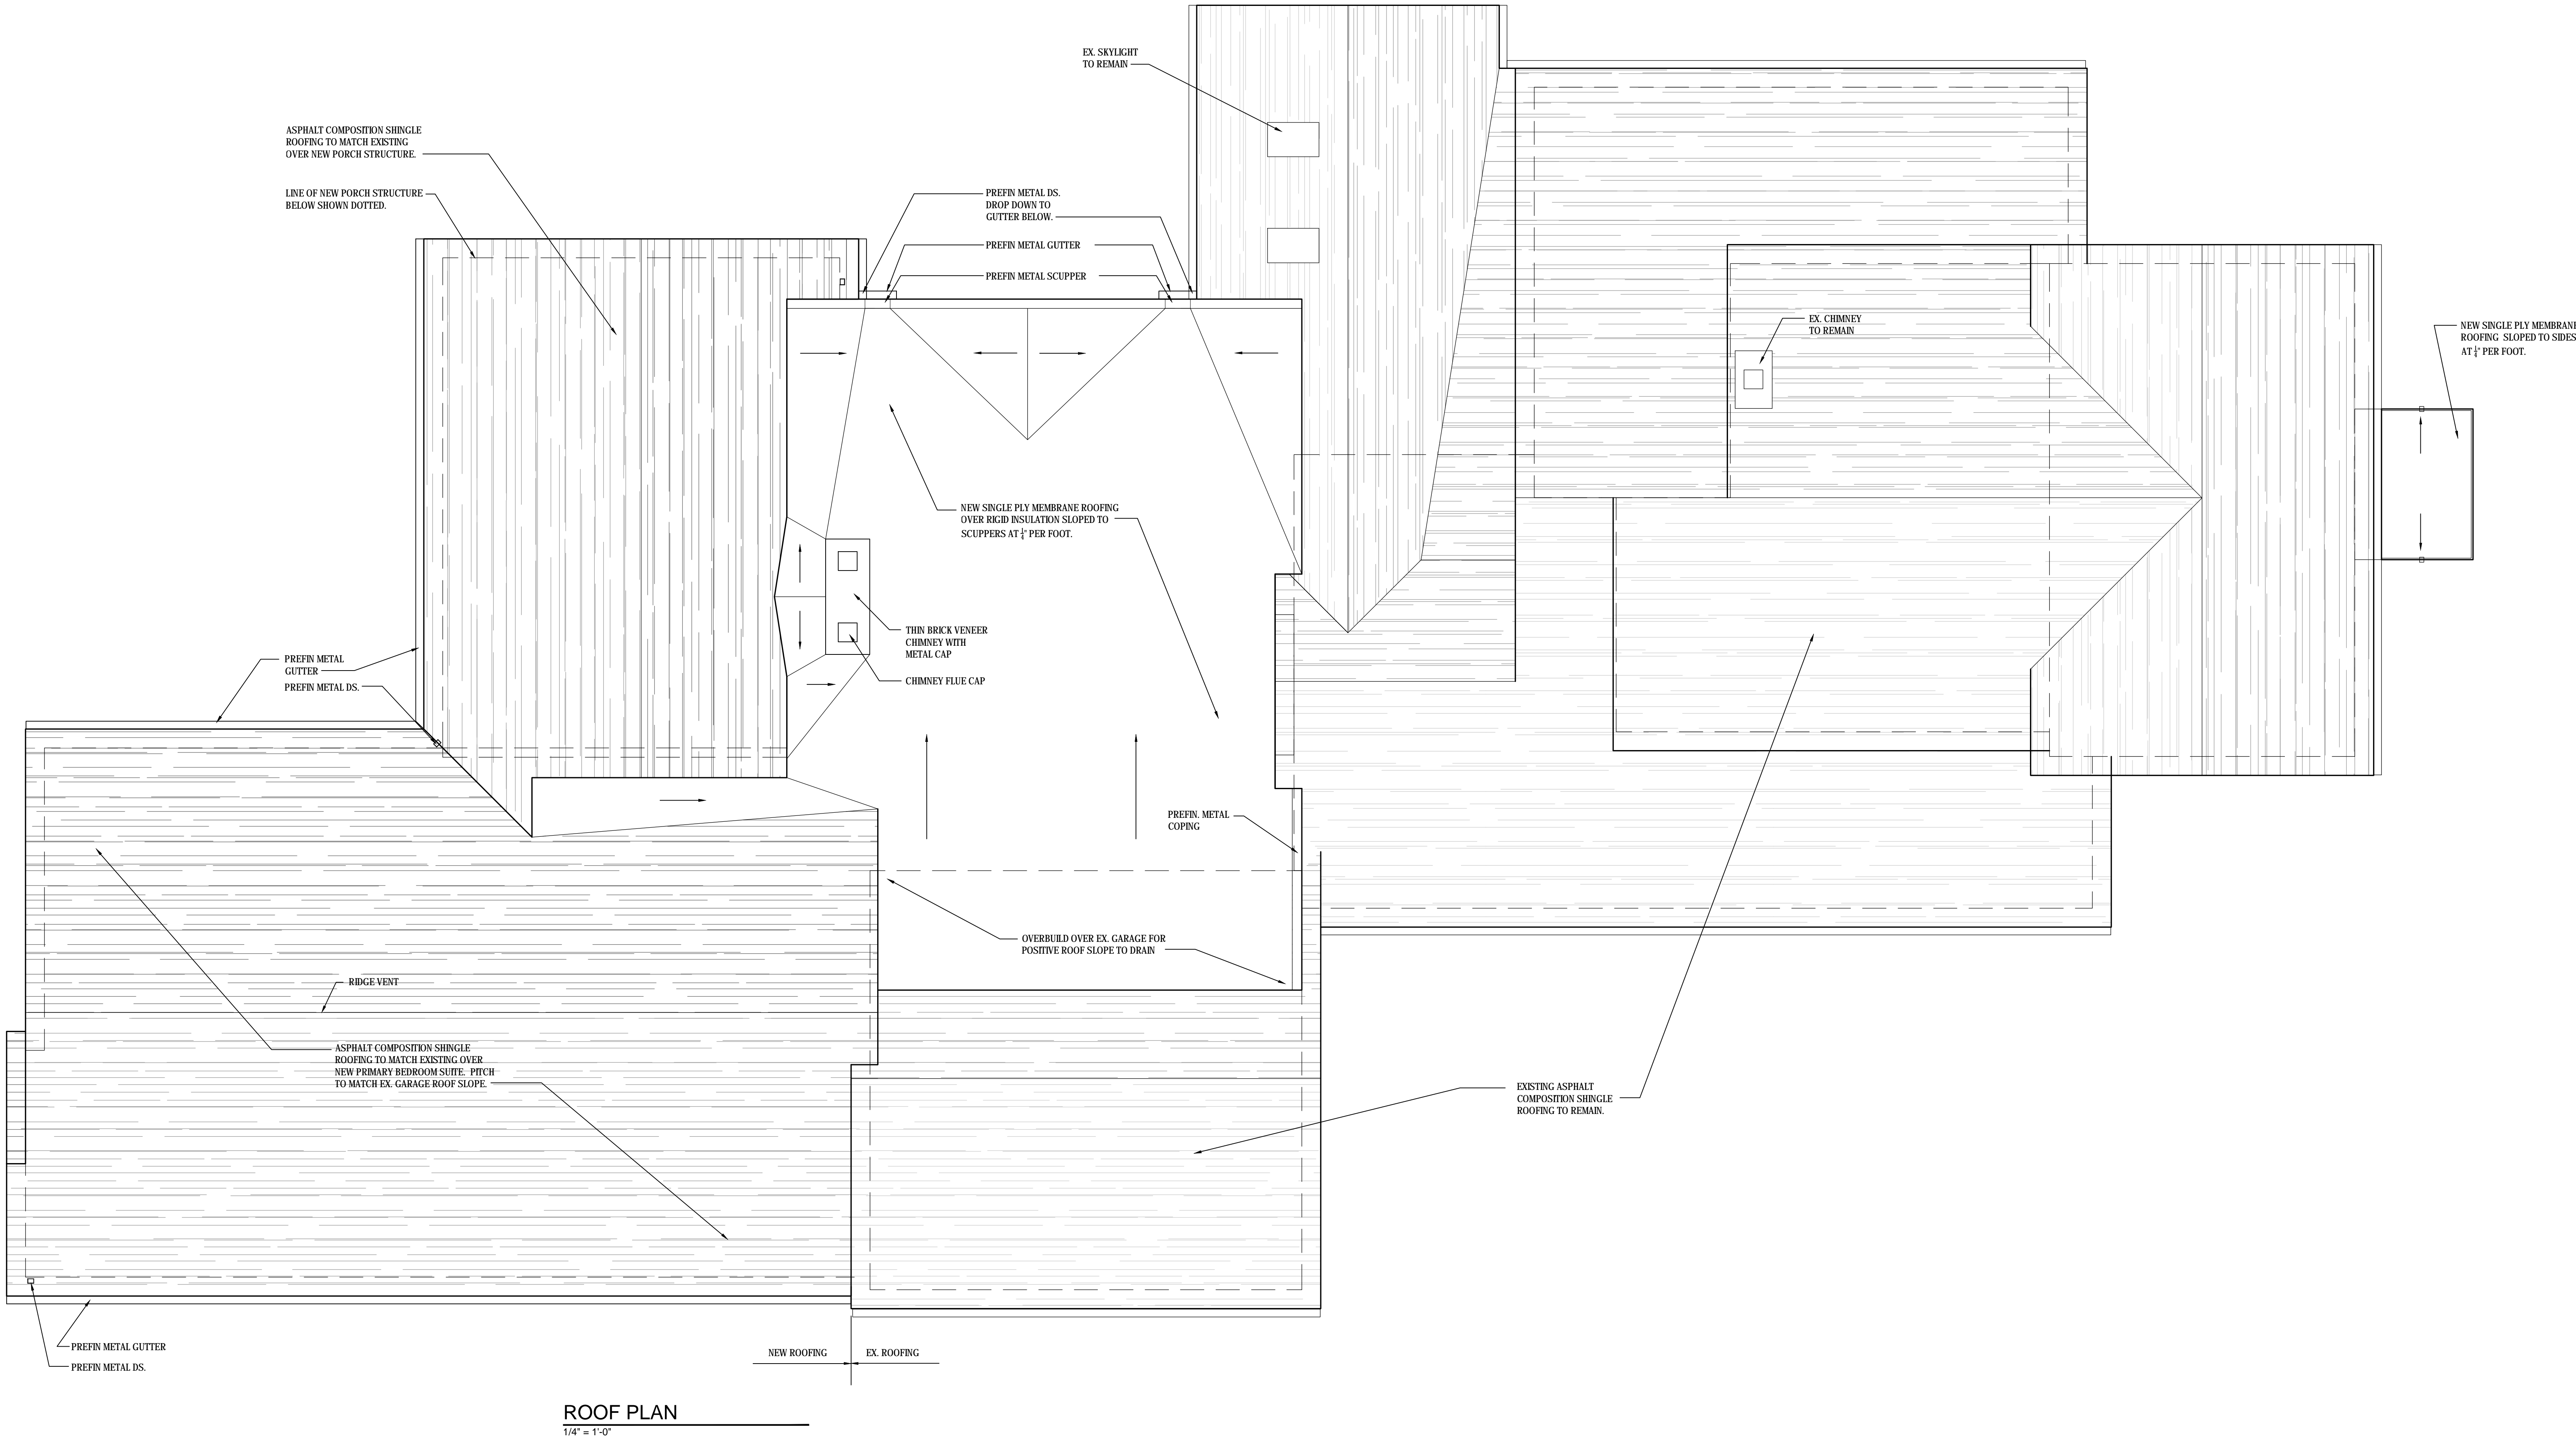 EX. SKYLIGHT
TO REMAIN
ASPHALT COMPOSITION SHINGLE
ROOFING TO MATCH EXISTING
OVER NEW PORCH STRUCTURE.
LINE OF NEW PORCH STRUCTURE
BELOW SHOWN DOTTED.
PREFIN METAL DS.
DROP DOWN TO
GUTTER BELOW.
PREFIN METAL GUTTER
PREFIN METAL SCUPPER
EX. CHIMNEY
TO REMAIN
NEW SINGLE PLY MEMBRANE
ROOFING SLOPED TO SIDES
AT 1/4" PER FOOT.
NEW SINGLE PLY MEMBRANE ROOFING
OVER RIGID INSULATION SLOPED TO
SCUPPERS AT 1/4" PER FOOT.
THIN BRICK VENEER
CHIMNEY WITH
METAL CAP
CHIMNEY FLUE CAP
PREFIN METAL
GUTTER
PREFIN METAL DS.
PREFIN. METAL
COPING
OVERBUILD OVER EX. GARAGE FOR
POSITIVE ROOF SLOPE TO DRAIN
RIDGE VENT
ASPHALT COMPOSITION SHINGLE
ROOFING TO MATCH EXISTING OVER
NEW PRIMARY BEDROOM SUITE. PITCH
TO MATCH EX. GARAGE ROOF SLOPE.
EXISTING ASPHALT
COMPOSITION SHINGLE
ROOFING TO REMAIN.
PREFIN METAL GUTTER
PREFIN METAL DS.
NEW ROOFING
EX. ROOFING
ROOF PLAN
1/4" = 1'-0"